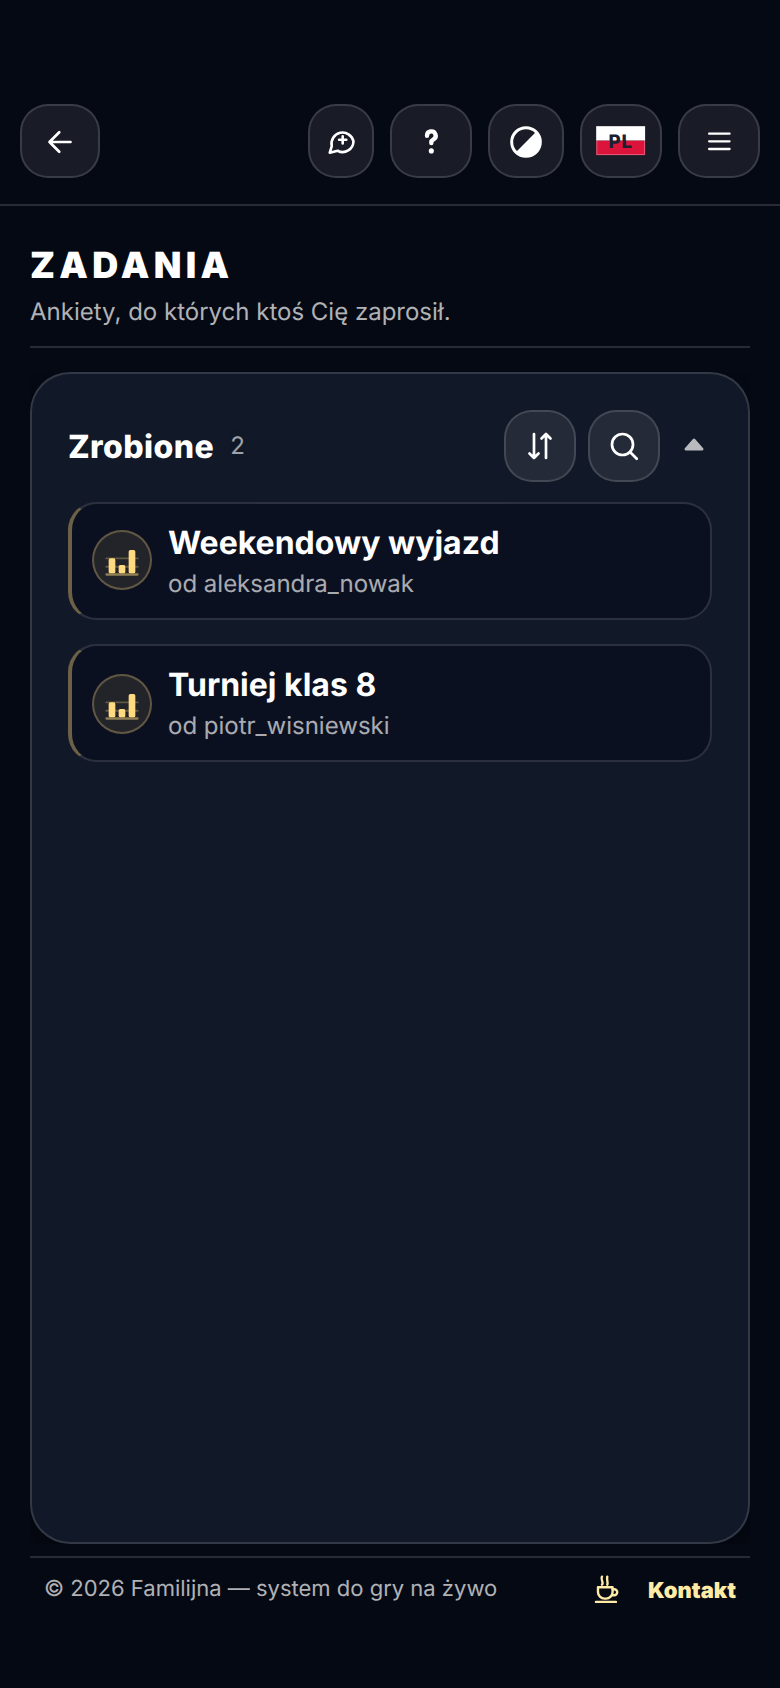 PL
ZADANIA
Ankiety, do których ktoś Cię zaprosił.
Zrobione 2
Weekendowy wyjazd
od aleksandra_nowak
Turniej klas 8
od piotr_wisniewski
© 2026 Familijna — system do gry na żywo Kontakt